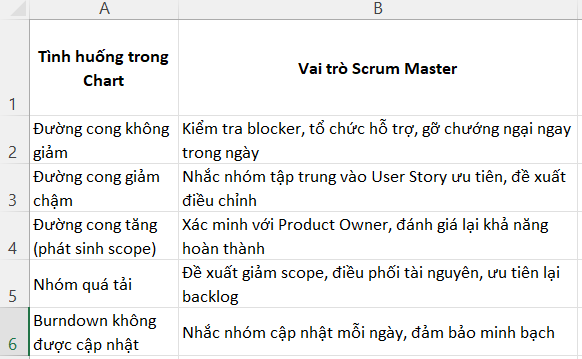 A
B
Tình huống trong
Chart
Vai trò Scrum Master
1
Đường cong không
giảm
Kiểm tra blocker, tổ chức hỗ trợ, gỡ chướng ngại ngay
trong ngày
2
Đường cong giảm
chậm
Nhắc nhóm tập trung vào User Story ưu tiên, đề xuất
điều chỉnh
3
Đường cong tăng
(phát sinh scope)
Xác minh với Product Owner, đánh giá lại khả năng
hoàn thành
4
Nhóm quá tải
Đề xuất giảm scope, điều phối tài nguyên, ưu tiên lại
backlog
5
Burndown không
được cập nhật
Nhắc nhóm cập nhật mỗi ngày, đảm bảo minh bạch
6